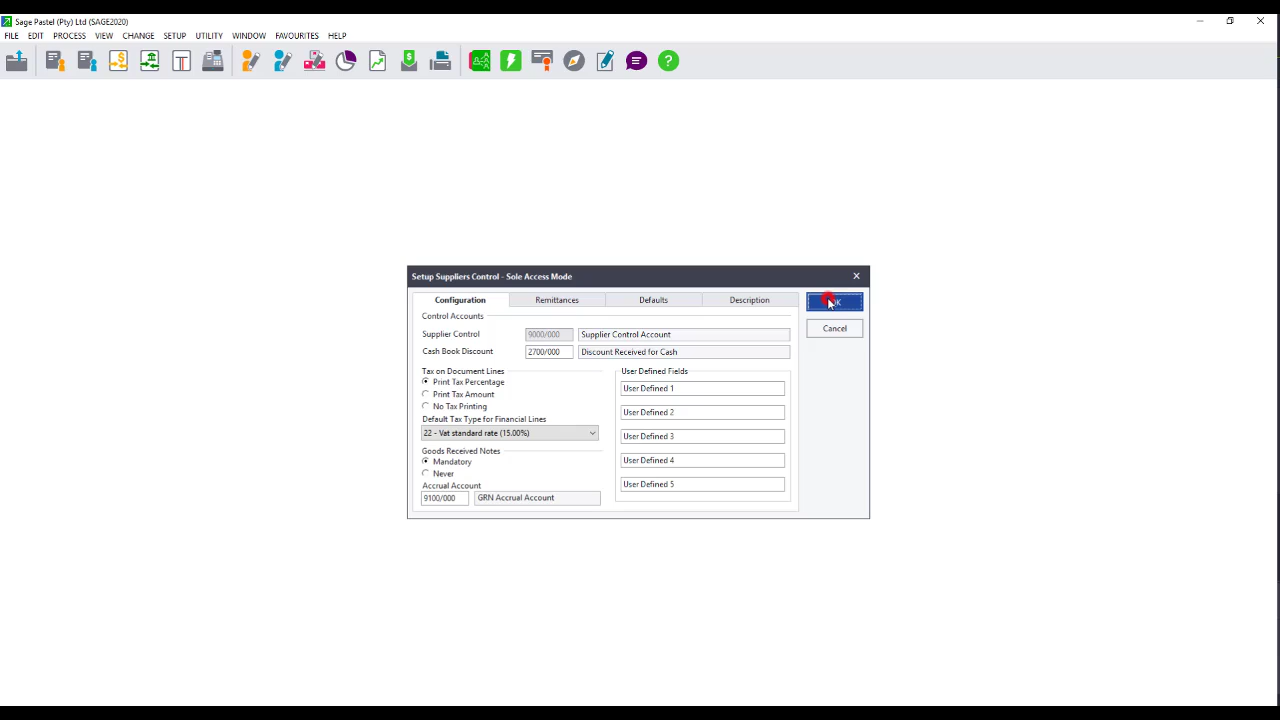 Sage Pastel (Pty) Ltd (SAGE2020)
FILE EDIT PROCESS VIEW CHANGE SETUP UTILITY WINDOW FAVOURITES HELP
Setup Suppliers Control - Sole Access Mode
Configuration Remittances Defaults Description
OK
Cancel
Control Accounts
Supplier Control 9000/000 Supplier Control Account
Cash Book Discount 2700/000 Discount Received for Cash
Tax on Document Lines
Print Tax Percentage
Print Tax Amount
No Tax Printing
Default Tax Type for Financial Lines
22 - Vat standard rate (15.00%)
Goods Received Notes
Mandatory
Never
Accrual Account
9100/000 GRN Accrual Account
User Defined Fields
User Defined 1
User Defined 2
User Defined 3
User Defined 4
User Defined 5